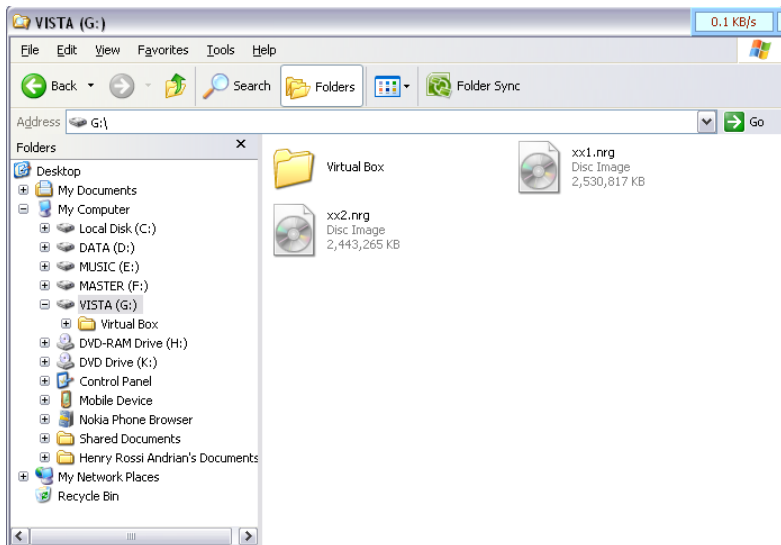 VISTA (G:)
0.1 KB/s
File Edit View Favorites Tools Help
Back Search Folders Folder Sync
Address G:\ Go
Folders x
Desktop
My Documents
My Computer
Local Disk (C:)
DATA (D:)
MUSIC (E:)
MASTER (F:)
VISTA (G:)
Virtual Box
DVD-RAM Drive (H:)
DVD Drive (K:)
Control Panel
Mobile Device
Nokia Phone Browser
Shared Documents
Henry Rossi Andrian's Documents
My Network Places
Recycle Bin
Virtual Box
xx1.nrg
Disc Image
2,530,817 KB
xx2.nrg
Disc Image
2,443,265 KB